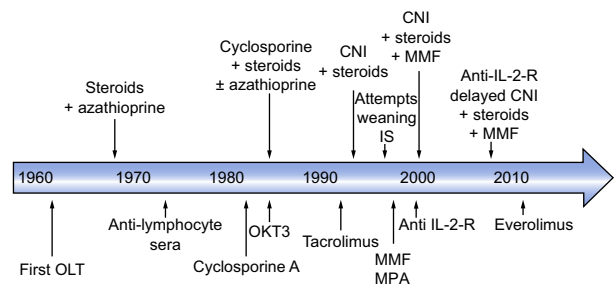 Steroids
+ azathioprine
Cyclosporine
+ steroids
± azathioprine
CNI
+ steroids
Attempts
weaning
IS
CNI
+ steroids
+ MMF
Anti-IL-2-R
delayed CNI
+ steroids
+ MMF
1960 1970 1980 1990 2000 2010
First OLT
Anti-lymphocyte
sera
Cyclosporine A
OKT3
Tacrolimus
MMF
MPA
Anti IL-2-R
Everolimus